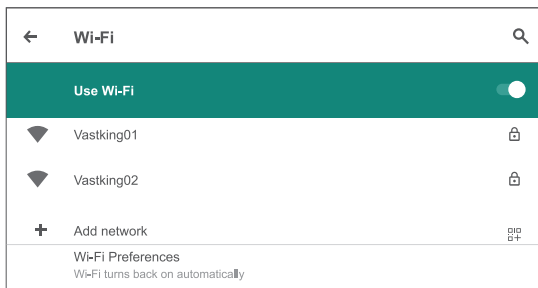 Wi-Fi
Use Wi-Fi
Vastking01
Vastking02
Add network
Wi-Fi Preferences
Wi-Fi turns back on automatically